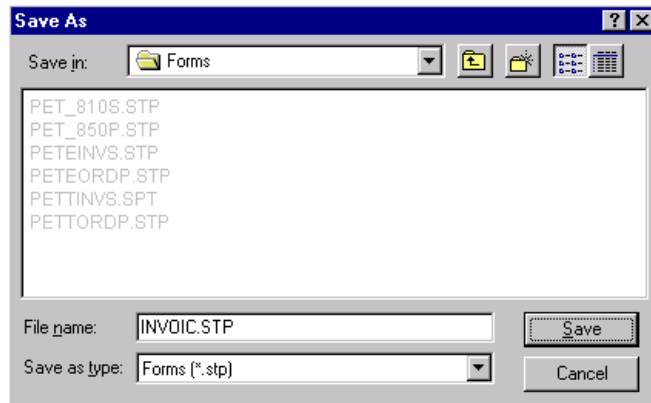 Save As
Save in: Forms
PET_810S.STP
PET_850P.STP
PETEINVS.STP
PETEORDP.STP
PETTINVS.SPT
PETTORDP.STP
File name: INVOIC.STP Save
Save as type: Forms (*.stp) Cancel